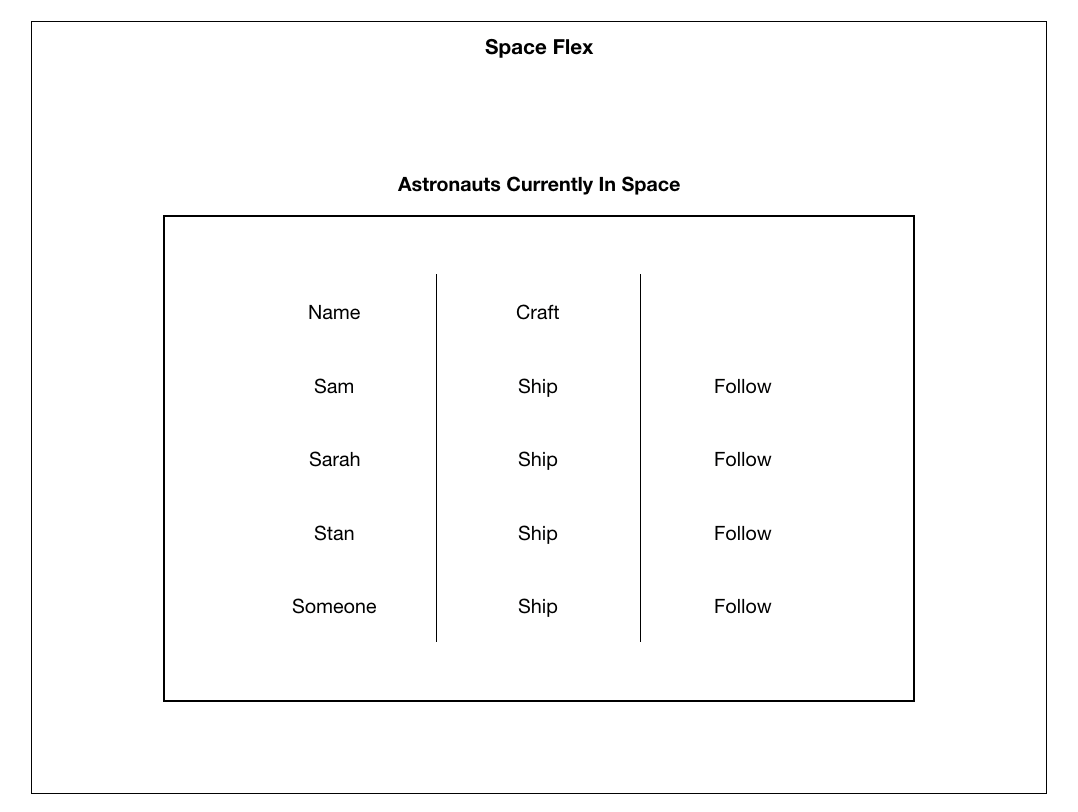 Space Flex
Astronauts Currently In Space
Name Craft
Sam Ship Follow
Sarah Ship Follow
Stan Ship Follow
Someone Ship Follow